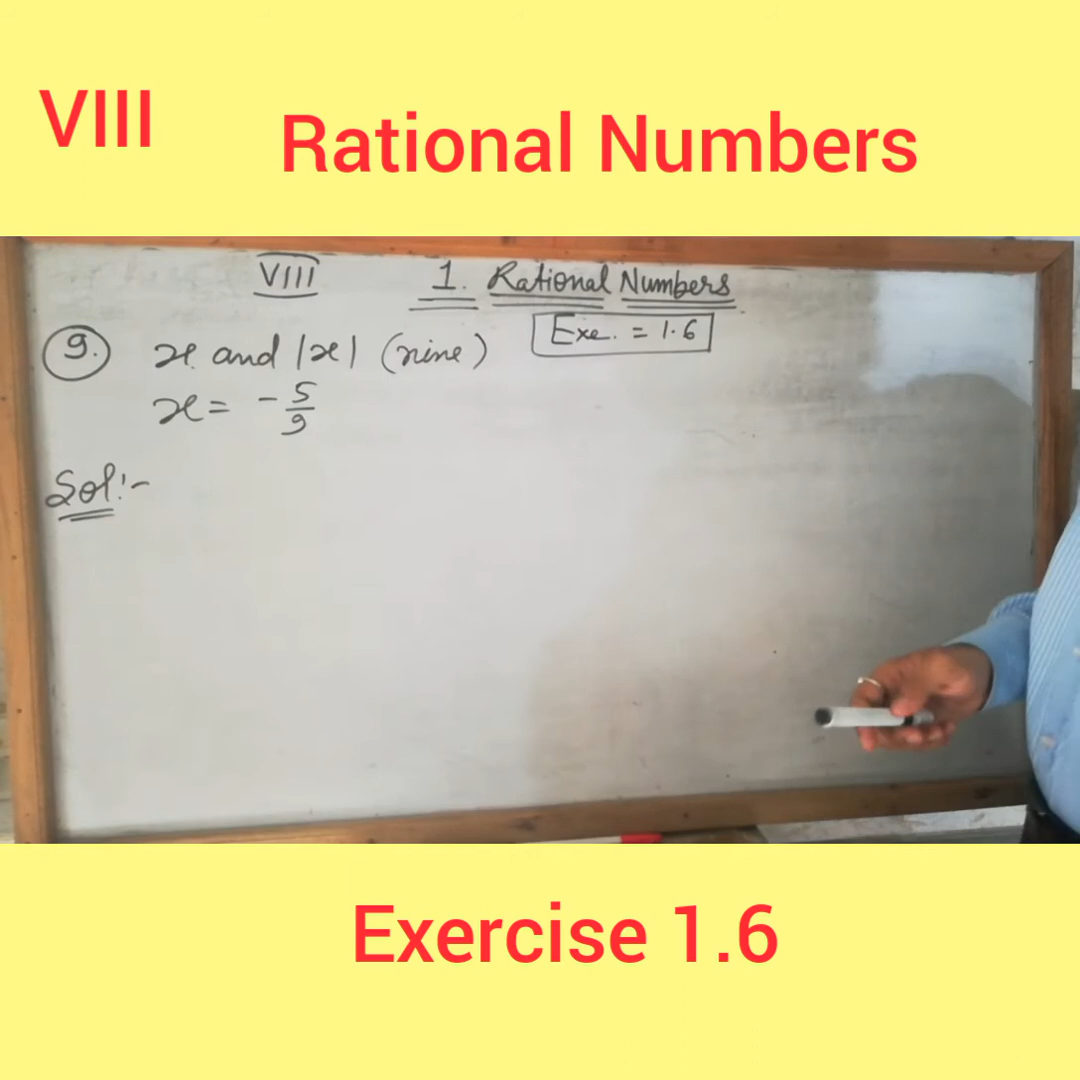 VIII
Rational Numbers
VIII 1. Rational Numbers
Exe. = 1.6
9. x and |x| (nine)
x = - 5/9
Sol:-
Exercise 1.6